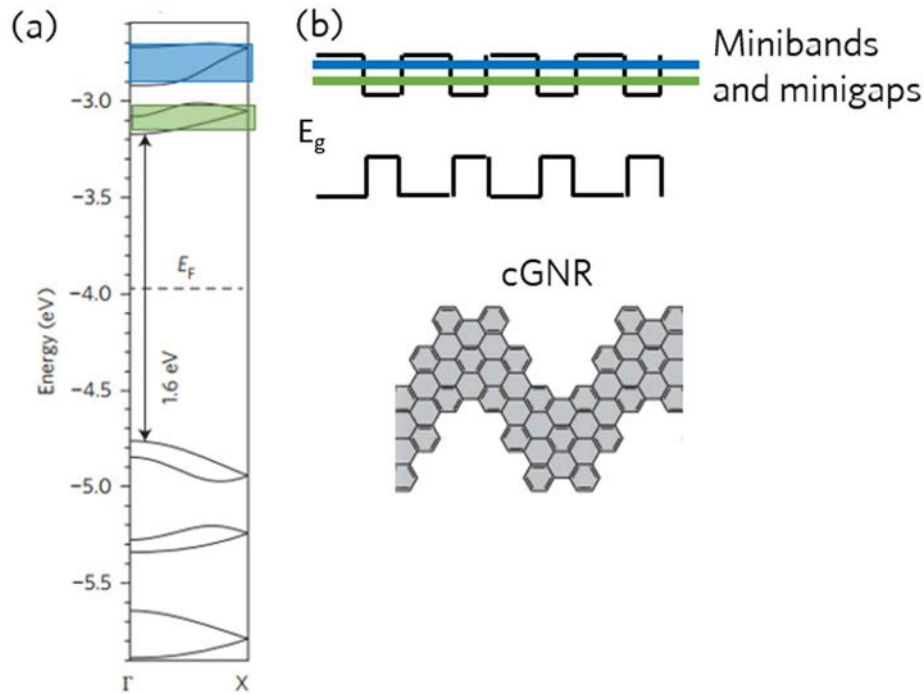 (a)
−3.0
−3.5
−4.0
−4.5
−5.0
−5.5
Energy (eV)
E_F
1.6 eV
Γ
X
(b)
Minibands
and minigaps
E_g
cGNR